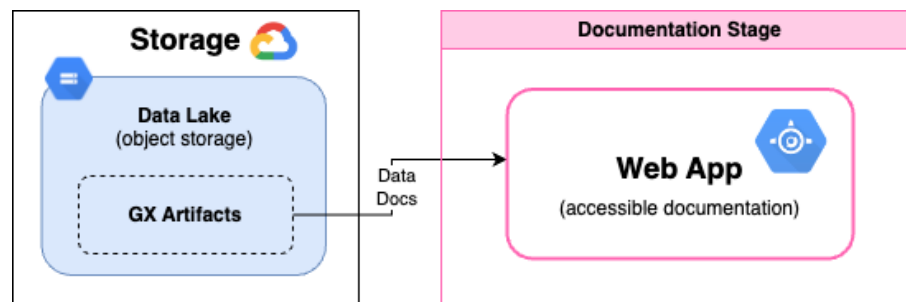 Storage
Data Lake
(object storage)
GX Artifacts
Data
Docs
Documentation Stage
Web App
(accessible documentation)